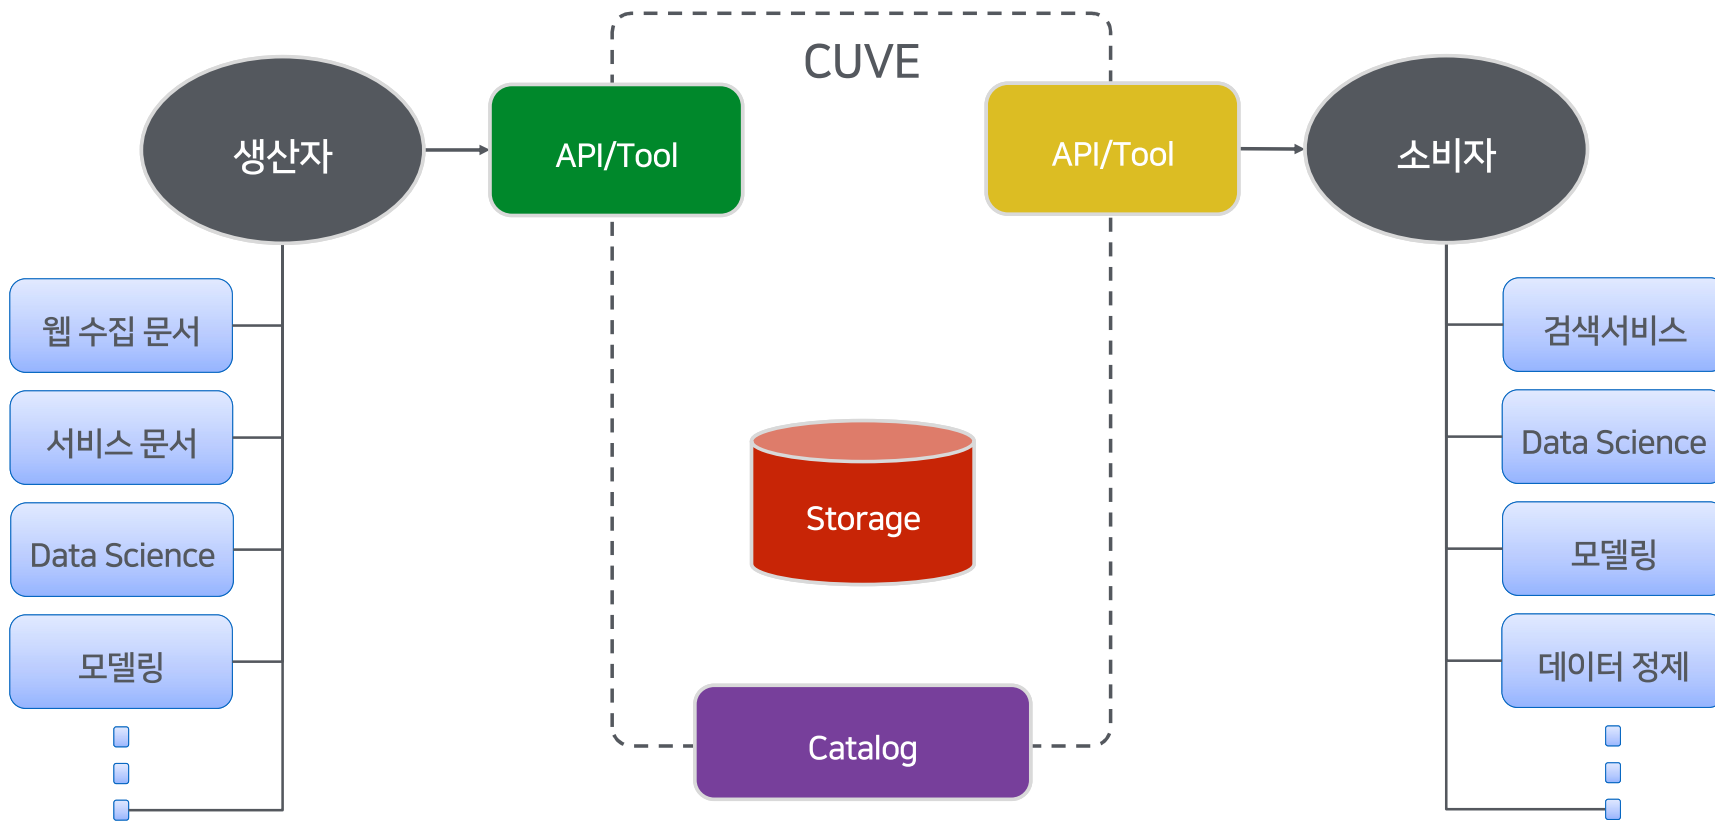 CUVE
생산자
API/Tool
API/Tool
소비자
웹 수집 문서
서비스 문서
Data Science
모델링
Storage
Catalog
검색서비스
Data Science
모델링
데이터 정제